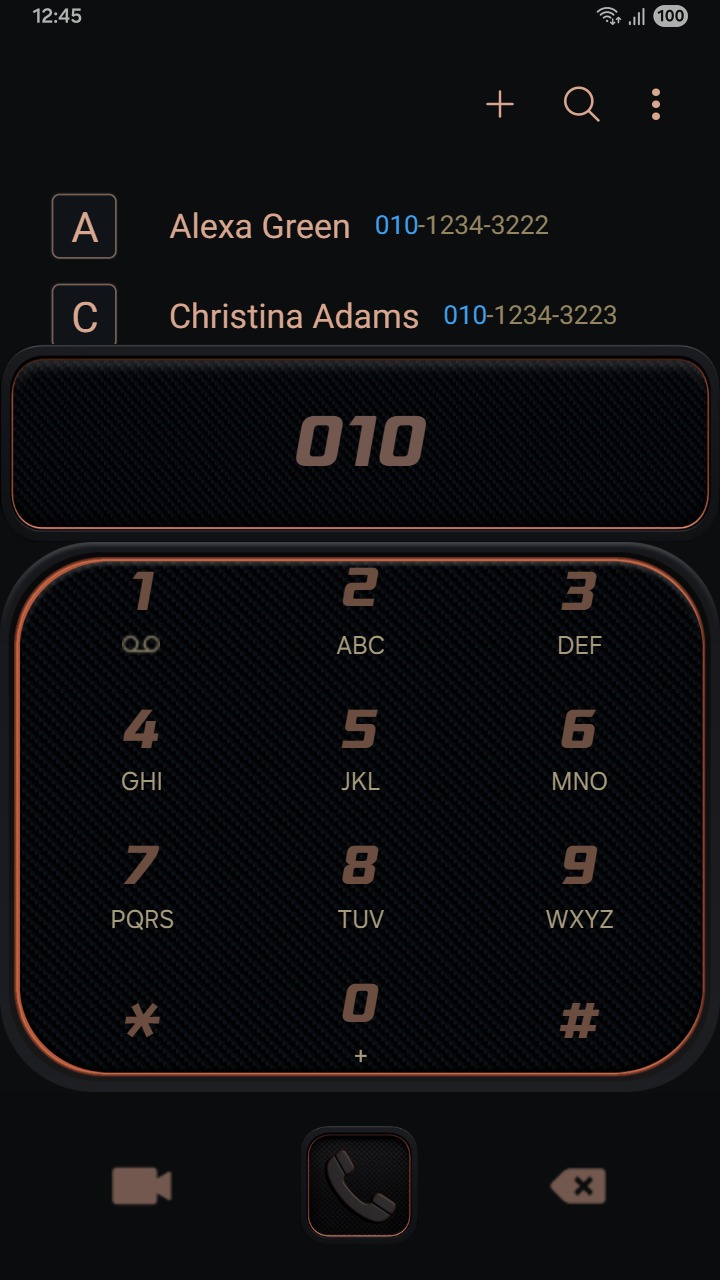 12:45 100
+
A Alexa Green 010-1234-3222
C Christina Adams 010-1234-3223
010
1 2 3
ABC DEF
4 5 6
GHI JKL MNO
7 8 9
PQRS TUV WXYZ
* 0 #
+